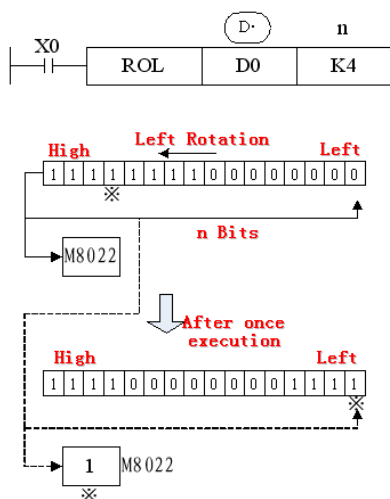 D· n
X0
ROL D0 K4
Left Rotation
High Left
1 1 1 1 1 1 1 1 0 0 0 0 0 0 0 0
※
n Bits
M8022
After once
execution
High Left
1 1 1 1 0 0 0 0 0 0 0 0 1 1 1 1
※
1 M8022
※